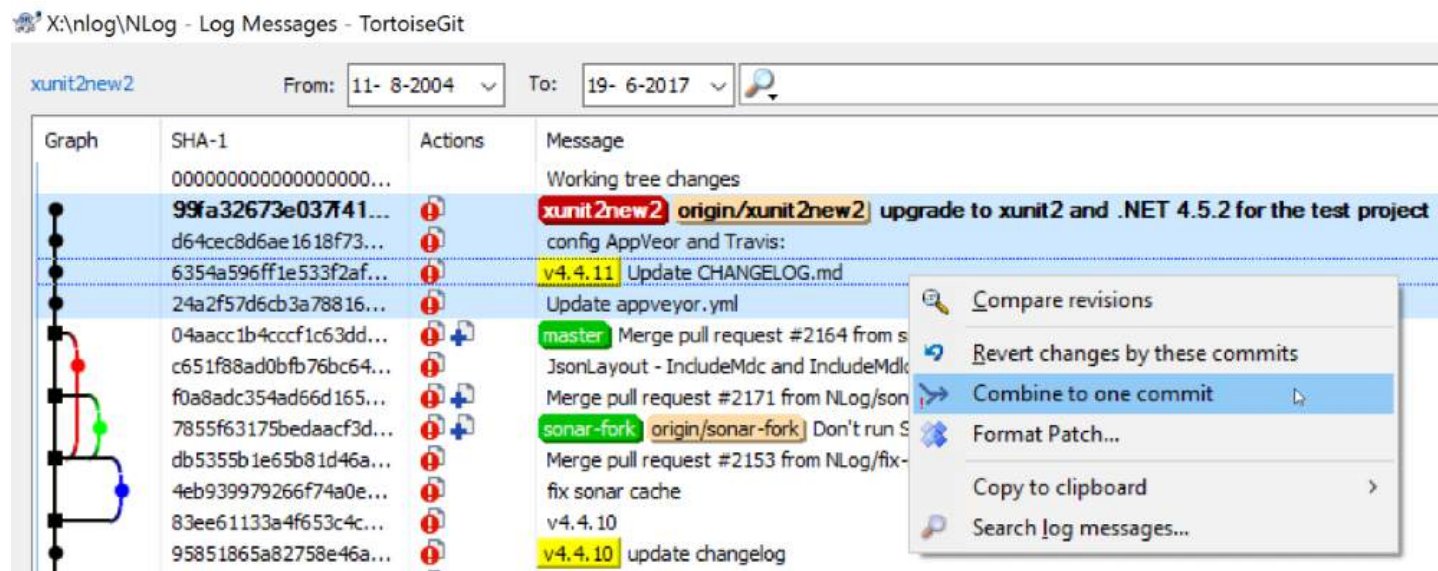 X:\nlog\NLog - Log Messages - TortoiseGit
xunit2new2 From: 11- 8-2004 To: 19- 6-2017
Graph SHA-1 Actions Message
000000000000000000... Working tree changes
99fa32673e037f41... xunit2new2 origin/xunit2new2 upgrade to xunit2 and .NET 4.5.2 for the test project
d64cec8d6ae1618f73... config AppVeor and Travis:
6354a596ff1e533f2af... v4.4.11 Update CHANGELOG.md
24a2f57d6cb3a78816... Update appveyor.yml
04aacc1b4cccf1c63dd... master Merge pull request #2164 from s
c651f88ad0bfb76bc64... JsonLayout - IncludeMdc and IncludeMdlc
f0a8adc354ad66d165... Merge pull request #2171 from NLog/son
7855f63175bedaacf3d... sonar-fork origin/sonar-fork Don't run S
db5355b1e65b81d46a... Merge pull request #2153 from NLog/fix-
4eb939979266f74a0e... fix sonar cache
83ee61133a4f653c4c... v4.4.10
95851865a82758e46a... v4.4.10 update changelog
Compare revisions
Revert changes by these commits
Combine to one commit
Format Patch...
Copy to clipboard
Search log messages...